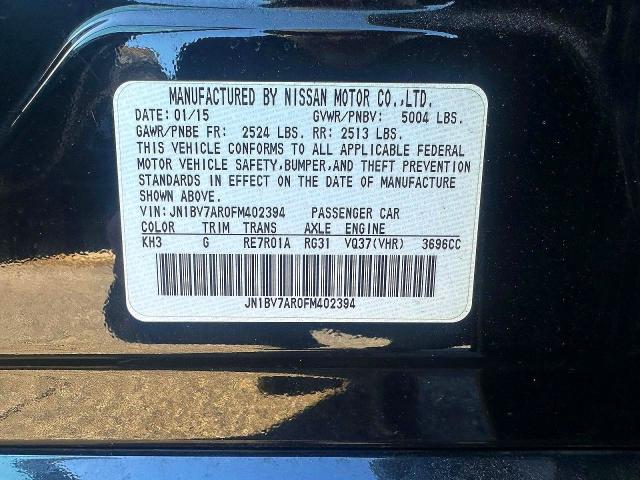 MANUFACTURED BY NISSAN MOTOR CO.,LTD.
DATE: 01/15 GVWR/PNBV: 5004 LBS.
GAWR/PNBE FR: 2524 LBS. RR: 2513 LBS.
THIS VEHICLE CONFORMS TO ALL APPLICABLE FEDERAL
MOTOR VEHICLE SAFETY,BUMPER,AND THEFT PREVENTION
STANDARDS IN EFFECT ON THE DATE OF MANUFACTURE
SHOWN ABOVE.
VIN: JN1BV7AR0FM402394 PASSENGER CAR
COLOR TRIM TRANS AXLE ENGINE
KH3 G RE7R01A RG31 VQ37(VHR) 3696CC
JN1BV7AR0FM402394